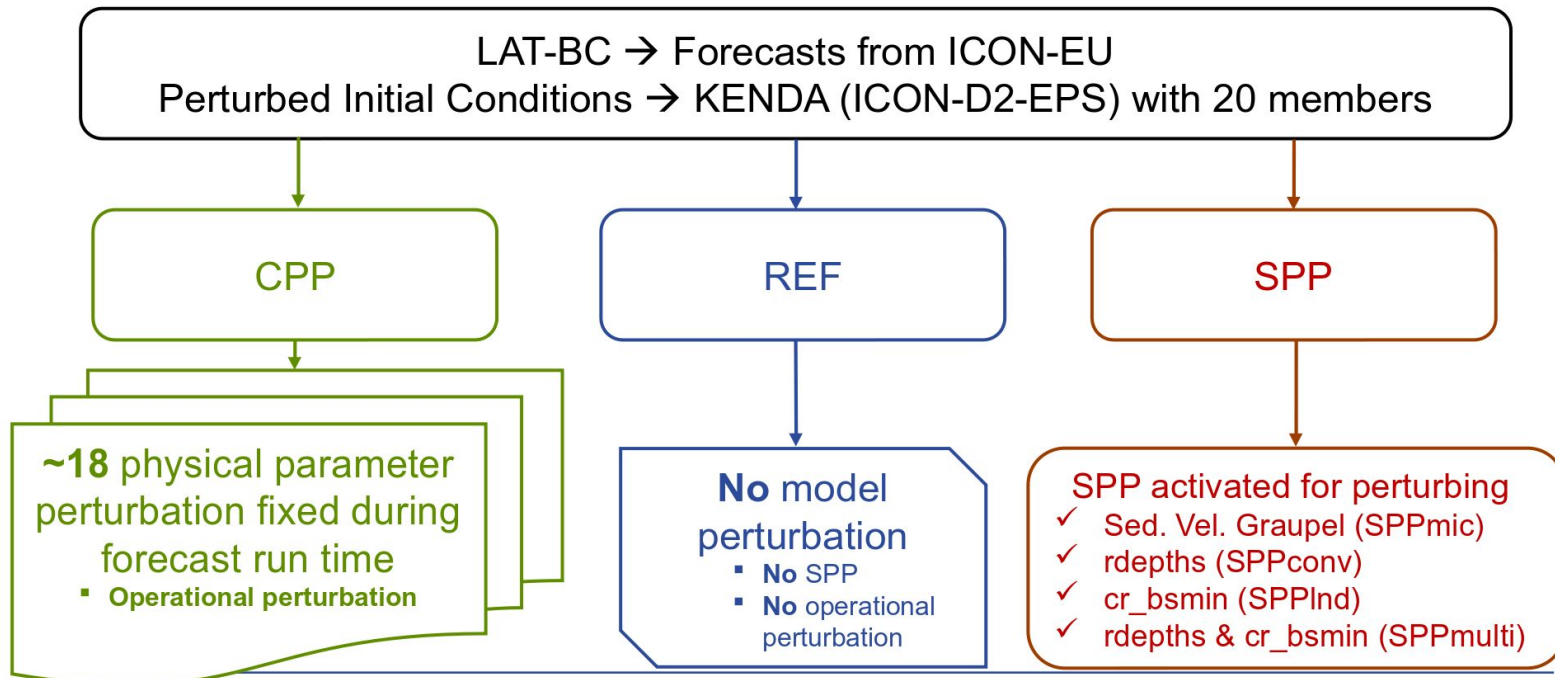 LAT-BC → Forecasts from ICON-EU
Perturbed Initial Conditions → KENDA (ICON-D2-EPS) with 20 members
CPP
REF
SPP
~18 physical parameter
perturbation fixed during
forecast run time
▪ Operational perturbation
No model
perturbation
▪ No SPP
▪ No operational
perturbation
SPP activated for perturbing
✓ Sed. Vel. Graupel (SPPmic)
✓ rdepths (SPPconv)
✓ cr_bsmin (SPPlnd)
✓ rdepths & cr_bsmin (SPPmulti)